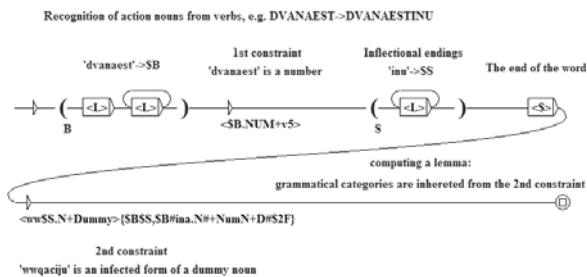 Recognition of action nouns from verbs, e.g. DVANAEST->DVANAESTINU
1st constraint
Inflectional endings
'dvanaest'->$B
'dvanaest' is a number
'inu'->$S
The end of the word
( <L> <L> ) ( <L> ) <$>
B
<$B.NUM+v5>
S
computing a lemma:
grammatical categories are inhereted from the 2nd constraint
<ww$S.N+Dummy>{$B$S,$B#ina.N#+NumN+D#$2F}
2nd constraint
'wwqaciju' is an infected form of a dummy noun